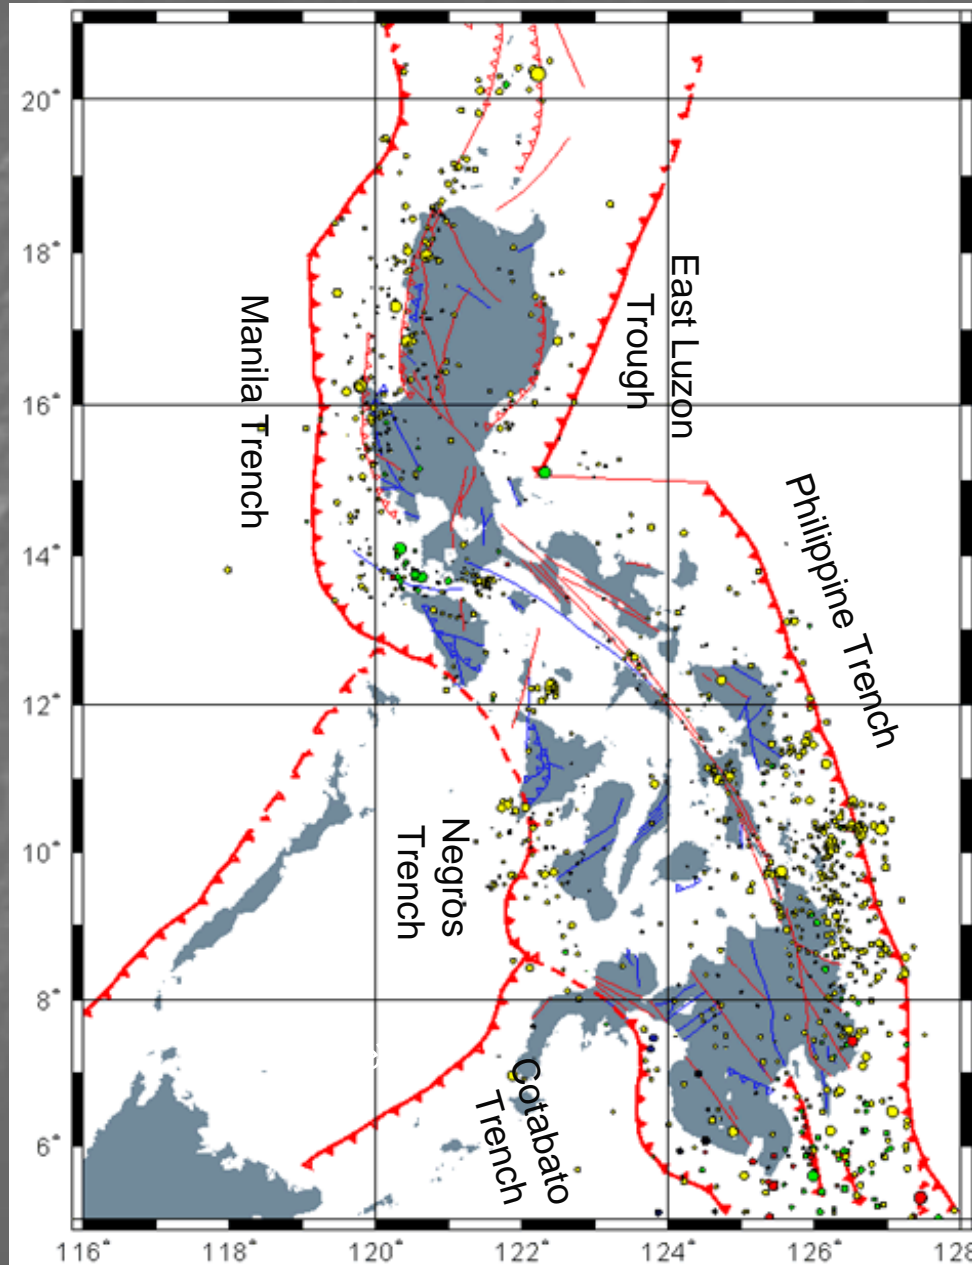 20°
18°
16°
14°
12°
10°
8°
6°
East Luzon
Trough
Manila Trench
Philippine Trench
Negros
Trench
Cotabato
Trench
116°
118°
120°
122°
124°
126°
128